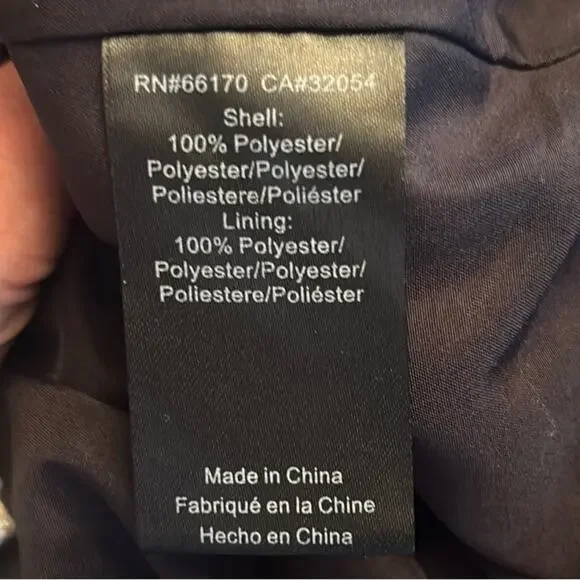 RN#66170 CA#32054
Shell:
100% Polyester/
Polyester/Polyester/
Poliestere/Poliéster
Lining:
100% Polyester/
Polyester/Polyester/
Poliestere/Poliéster
Made in China
Fabriqué en la Chine
Hecho en China